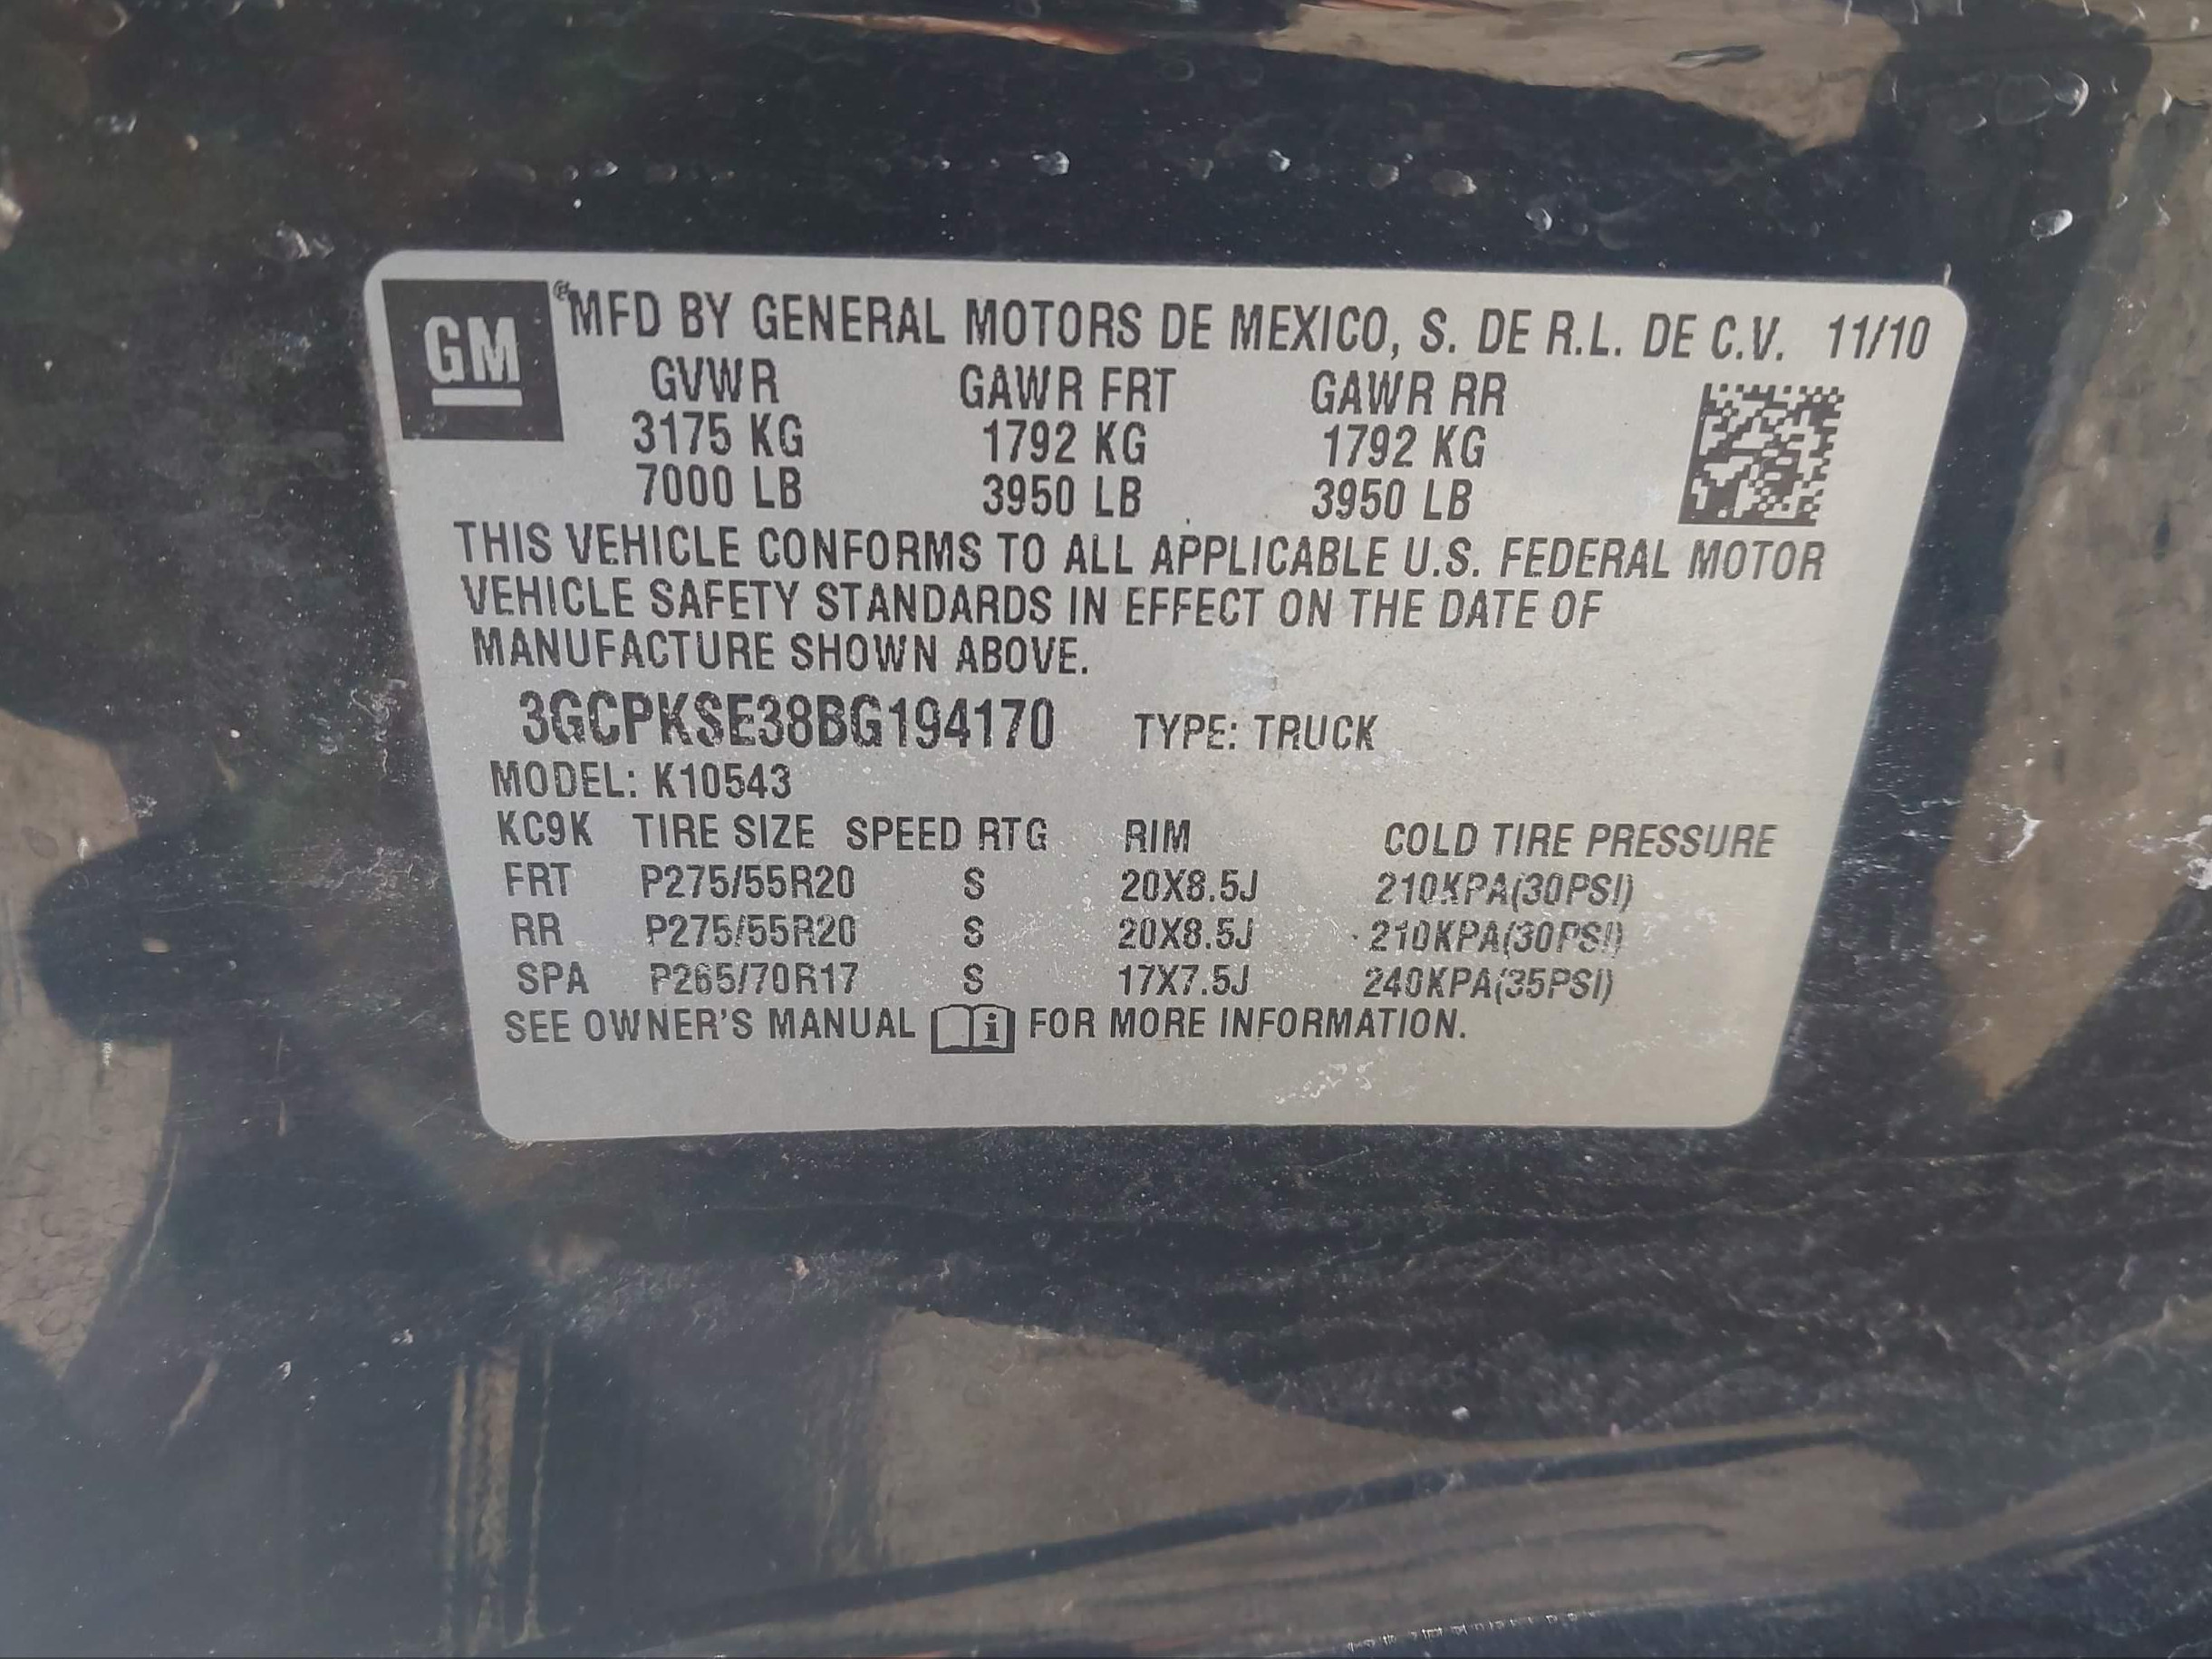 GM ® MFD BY GENERAL MOTORS DE MEXICO, S. DE R.L. DE C.V. 11/10
GVWR GAWR FRT GAWR RR
3175 KG 1792 KG 1792 KG
7000 LB 3950 LB 3950 LB
THIS VEHICLE CONFORMS TO ALL APPLICABLE U.S. FEDERAL MOTOR
VEHICLE SAFETY STANDARDS IN EFFECT ON THE DATE OF
MANUFACTURE SHOWN ABOVE.
3GCPKSE38BG194170 TYPE: TRUCK
MODEL: K10543
KC9K TIRE SIZE SPEED RTG RIM COLD TIRE PRESSURE
FRT P275/55R20 S 20X8.5J 210KPA(30PSI)
RR P275/55R20 S 20X8.5J 210KPA(30PSI)
SPA P265/70R17 S 17X7.5J 240KPA(35PSI)
SEE OWNER'S MANUAL i FOR MORE INFORMATION.